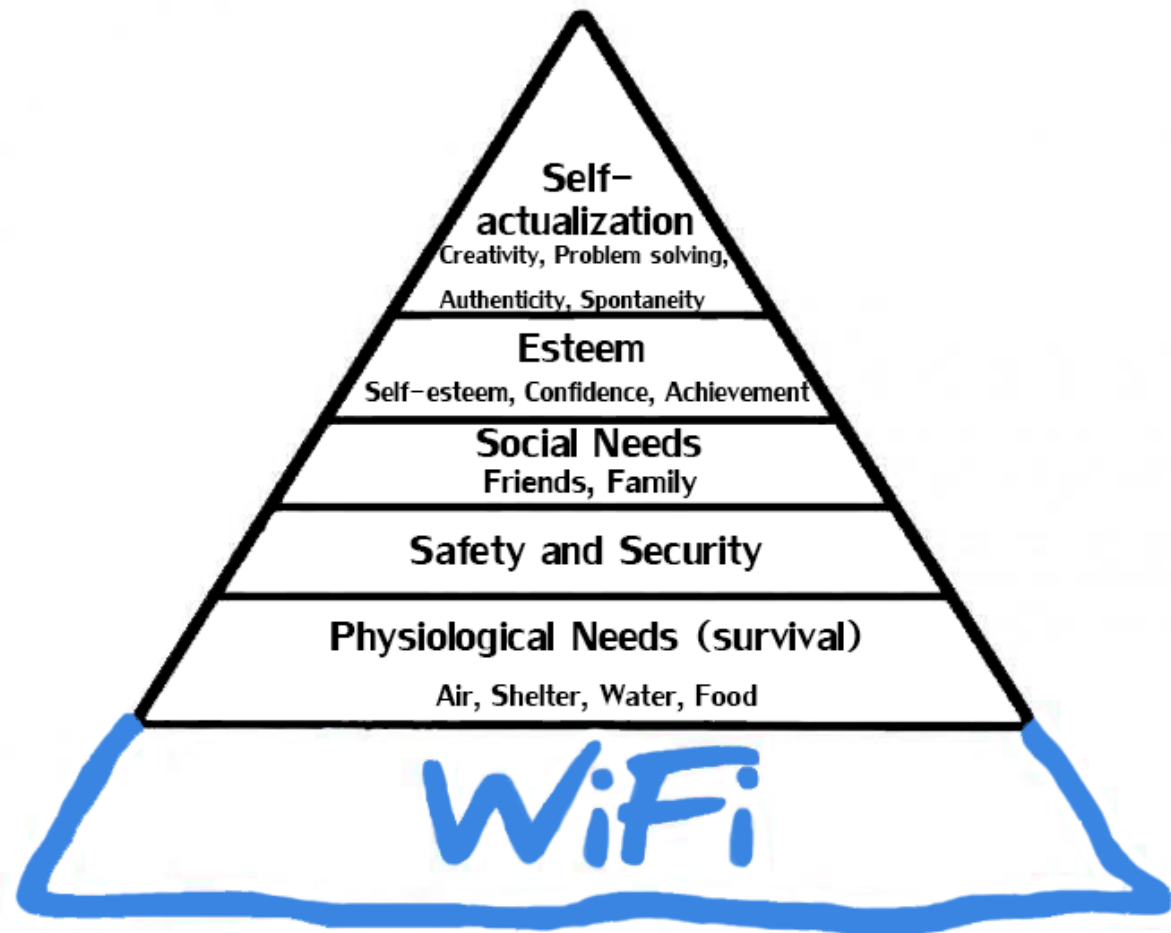 Self-
actualization
Creativity, Problem solving,
Authenticity, Spontaneity
Esteem
Self-esteem, Confidence, Achievement
Social Needs
Friends, Family
Safety and Security
Physiological Needs (survival)
Air, Shelter, Water, Food
WiFi